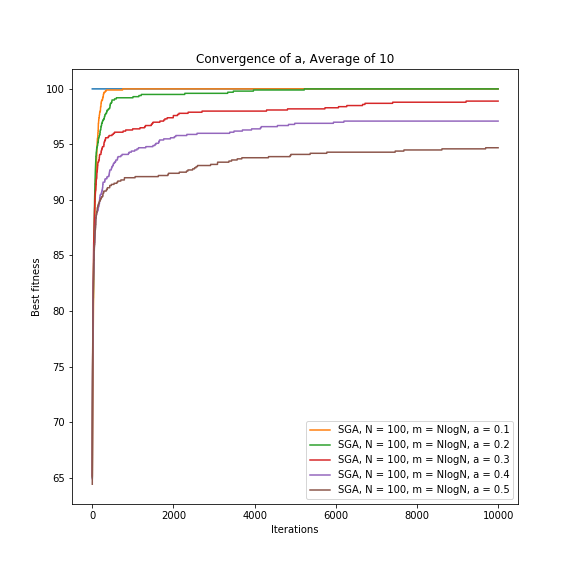 Convergence of a, Average of 10
100
95
90
85
80
75
70
65
Best fitness
SGA, N = 100, m = NlogN, a = 0.1
SGA, N = 100, m = NlogN, a = 0.2
SGA, N = 100, m = NlogN, a = 0.3
SGA, N = 100, m = NlogN, a = 0.4
SGA, N = 100, m = NlogN, a = 0.5
0 2000 4000 6000 8000 10000
Iterations